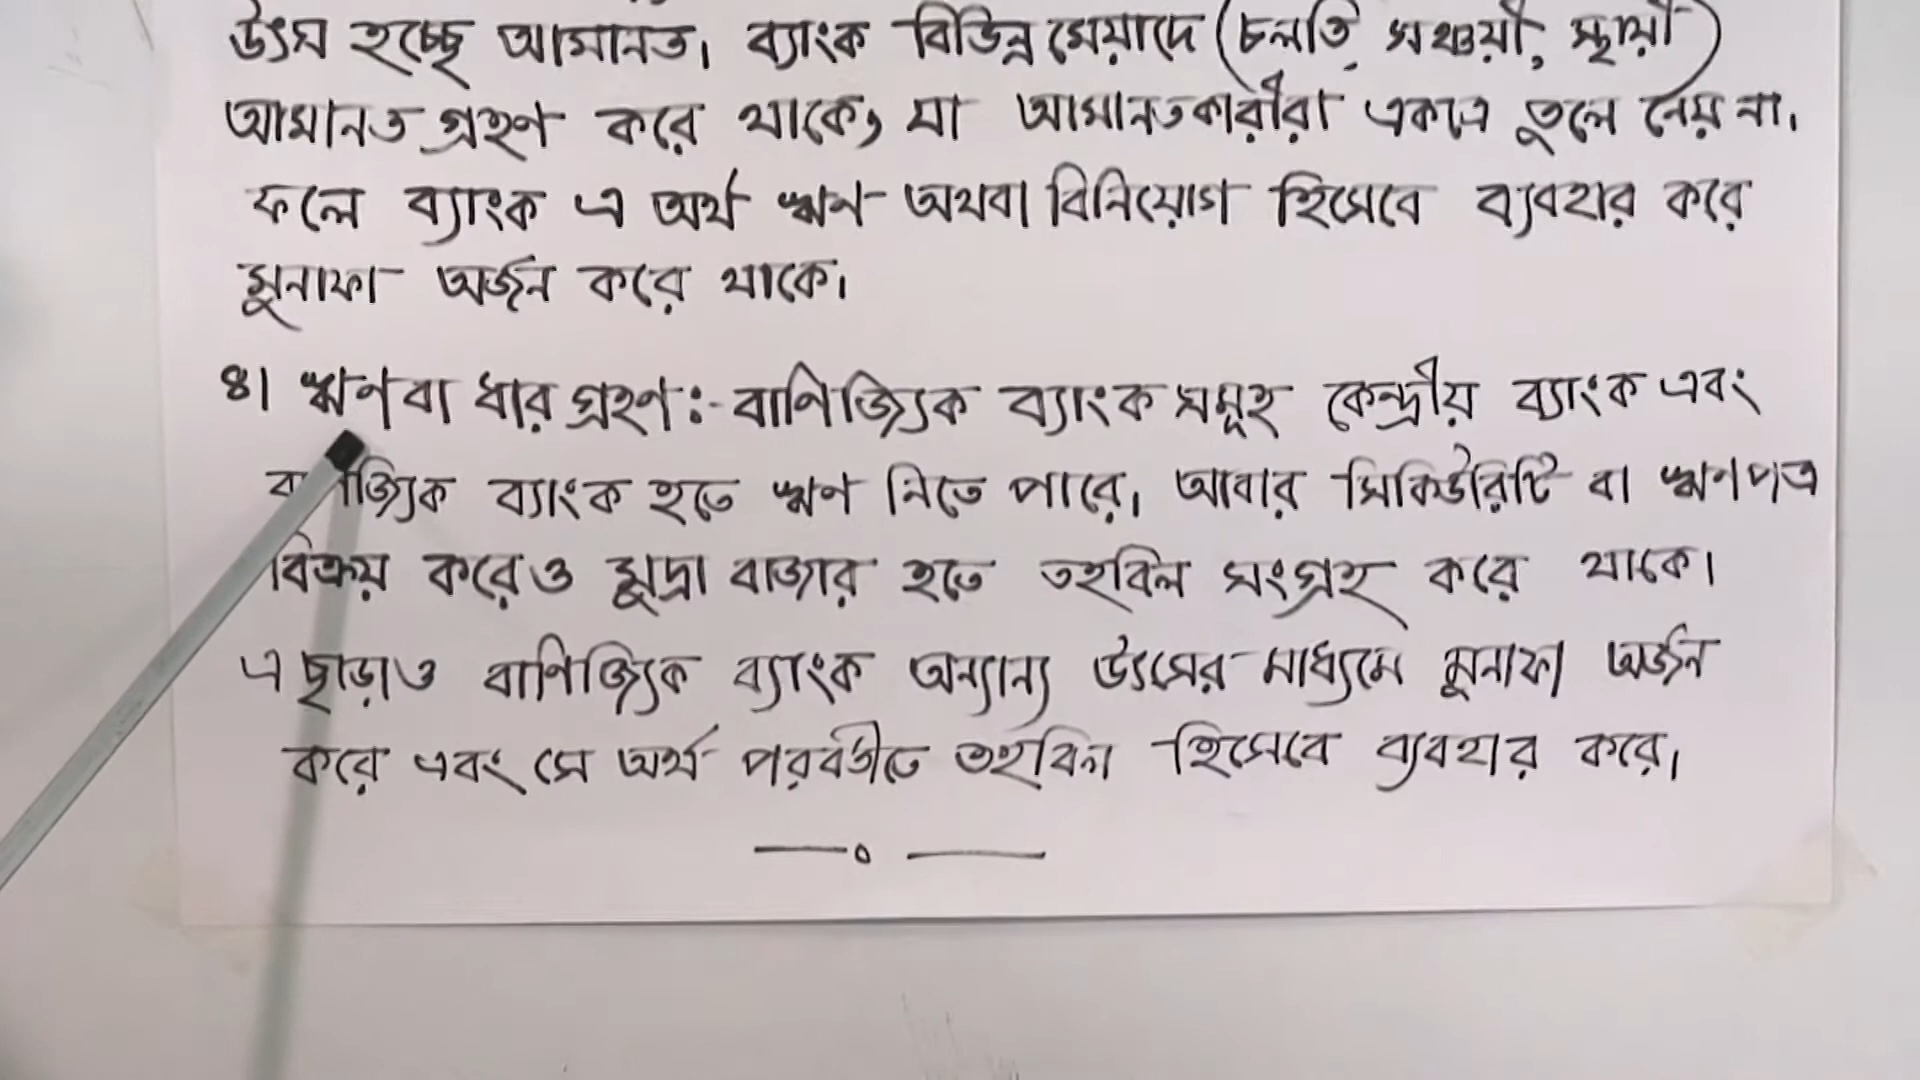 উৎস হচ্ছে আমানত। ব্যাংক বিভিন্ন মেয়াদে (চলতি, সঞ্চয়ী, স্থায়ী)
আমানত গ্রহণ করে থাকে, যা আমানতকারীরা একত্রে তুলে নেয় না।
ফলে ব্যাংক এ অর্থ ঋণ অথবা বিনিয়োগ হিসেবে ব্যবহার করে
মুনাফা অর্জন করে থাকে।
৪। ঋণ বা ধার গ্রহণ:- বাণিজ্যিক ব্যাংক সমূহ কেন্দ্রীয় ব্যাংক এবং
ব্যাংক হতে ঋণ নিতে পারে। আবার সিকিউরিটি বা ঋণপত্র
বিক্রয় করেও মুদ্রা বাজার হতে তহবিল সংগ্রহ করে থাকে।
এ ছাড়াও বাণিজ্যিক ব্যাংক অন্যান্য উৎসের মাধ্যমে মুনাফা অর্জন
করে এবং সে অর্থ পরবর্তীতে তহবিল হিসেবে ব্যবহার করে।